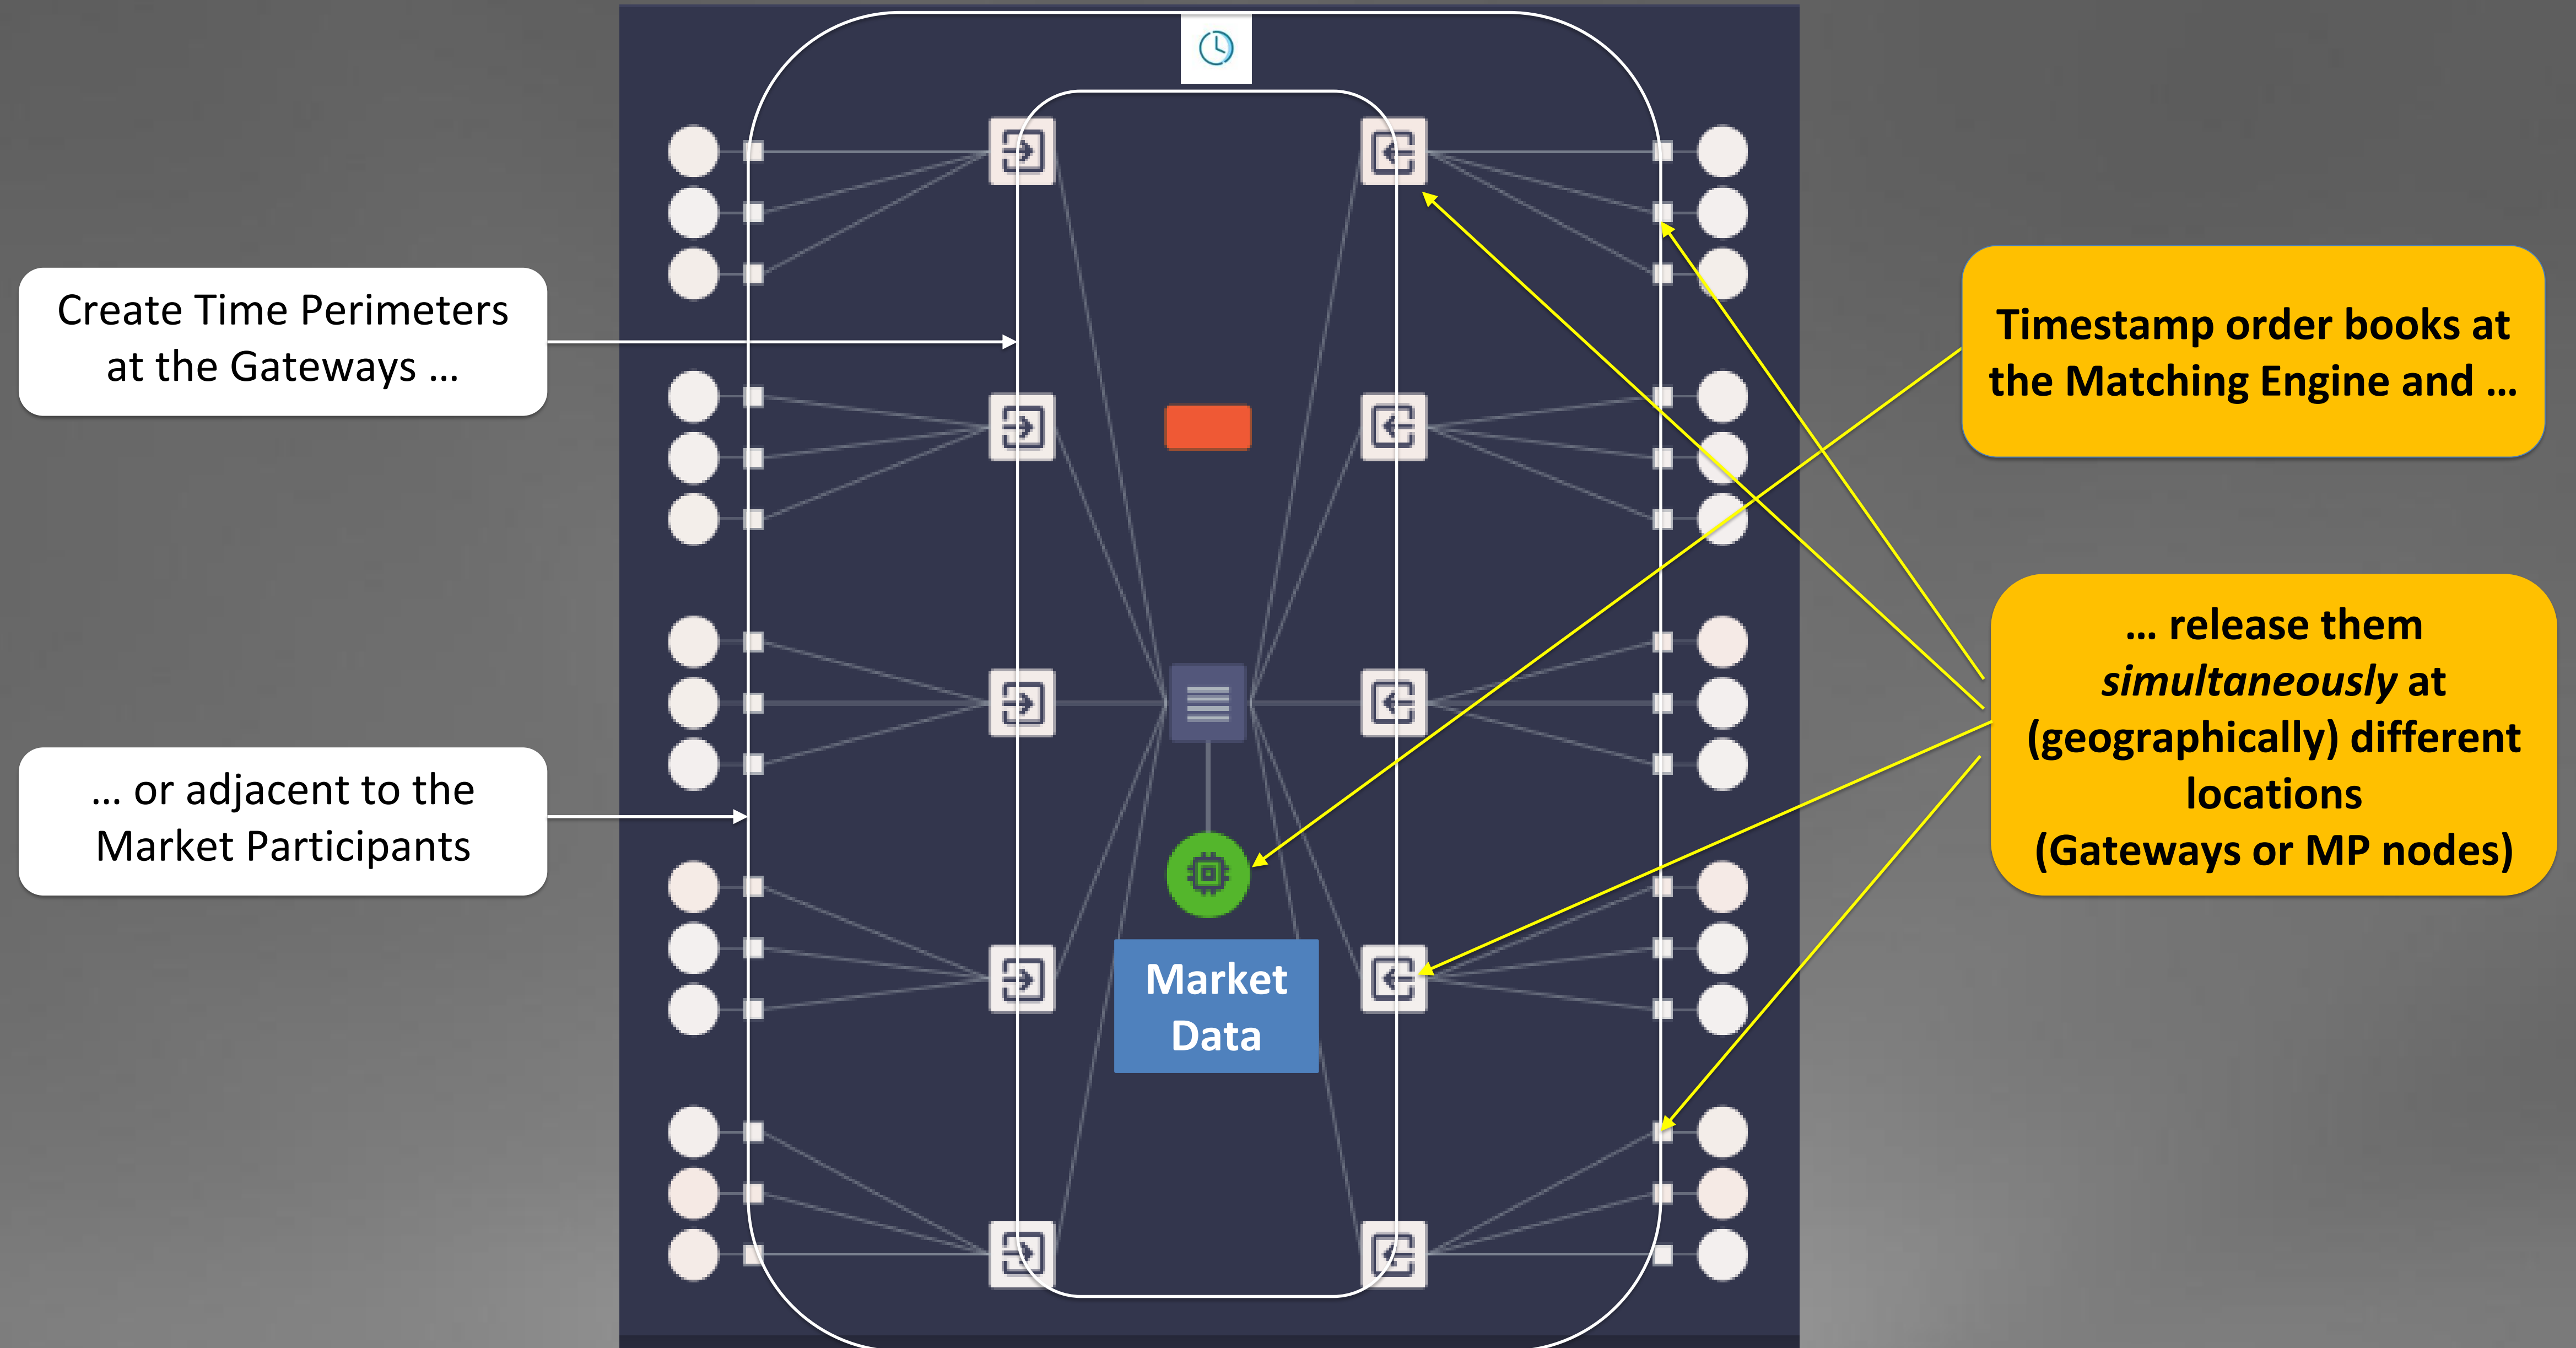 Create Time Perimeters
at the Gateways ...
... or adjacent to the
Market Participants
Market
Data
Timestamp order books at
the Matching Engine and ...
... release them
simultaneously at
(geographically) different
locations
(Gateways or MP nodes)